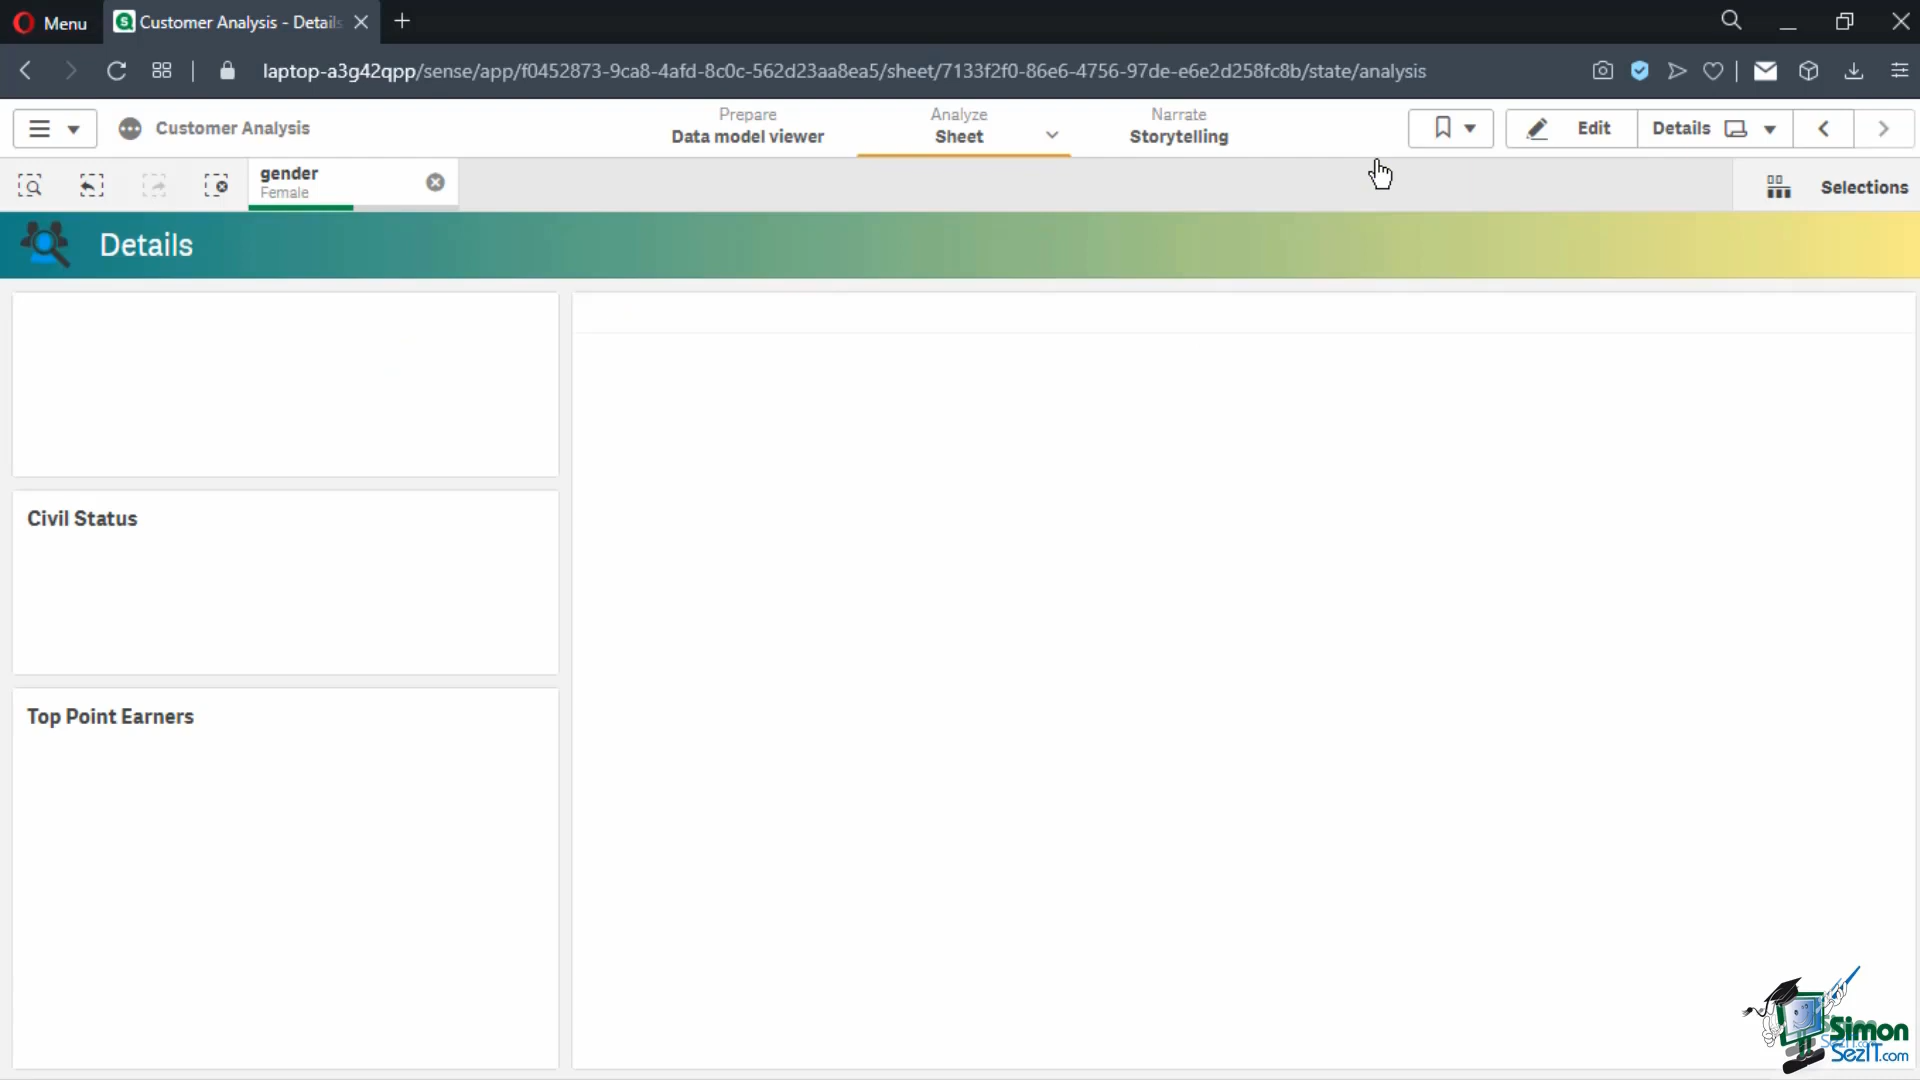 Menu
Customer Analysis - Details
laptop-a3g42qpp/sense/app/f0452873-9ca8-4afd-8c0c-562d23aa8ea5/sheet/7133f2f0-86e6-4756-97de-e6e2d258fc8b/state/analysis
Customer Analysis
Prepare
Data model viewer
Analyze
Sheet
Narrate
Storytelling
Edit
Details
gender
Female
Selections
Details
Civil Status
Top Point Earners
Simon
SezIT.com